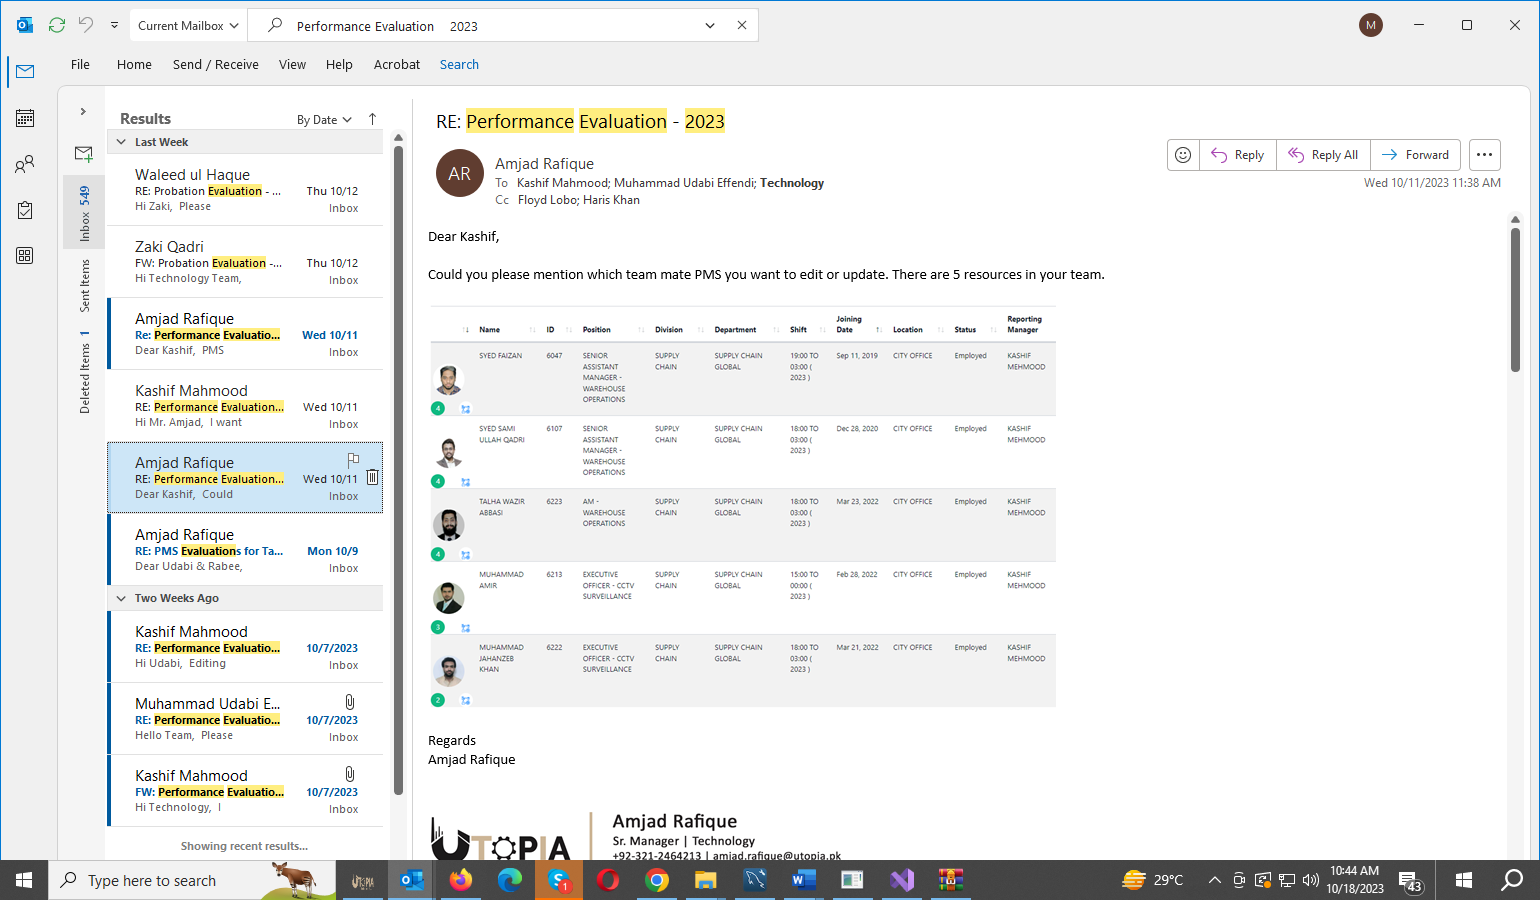 Current Mailbox
Performance Evaluation 2023
M
File Home Send / Receive View Help Acrobat Search
Inbox 549
Sent Items
Deleted Items 1
Results By Date
Last Week
Waleed ul Haque
RE: Probation Evaluation - ... Thu 10/12
Hi Zaki, Please Inbox
Zaki Qadri
FW: Probation Evaluation -... Thu 10/12
Hi Technology Team, Inbox
Amjad Rafique
Re: Performance Evaluatio... Wed 10/11
Dear Kashif, PMS Inbox
Kashif Mahmood
RE: Performance Evaluation... Wed 10/11
Hi Mr. Amjad, I want Inbox
Amjad Rafique
RE: Performance Evaluation... Wed 10/11
Dear Kashif, Could Inbox
Amjad Rafique
RE: PMS Evaluations for Ta... Mon 10/9
Dear Udabi & Rabee, Inbox
Two Weeks Ago
Kashif Mahmood
RE: Performance Evaluatio... 10/7/2023
Hi Udabi, Editing Inbox
Muhammad Udabi E...
RE: Performance Evaluatio... 10/7/2023
Hello Team, Please Inbox
Kashif Mahmood
FW: Performance Evaluatio... 10/7/2023
Hi Technology, I Inbox
Showing recent results...
RE: Performance Evaluation - 2023
AR
Amjad Rafique
To Kashif Mahmood; Muhammad Udabi Effendi; Technology
Cc Floyd Lobo; Haris Khan
Reply Reply All Forward
Wed 10/11/2023 11:38 AM
Dear Kashif,
Could you please mention which team mate PMS you want to edit or update. There are 5 resources in your team.
Joining Reporting
Name ID Position Division Department Shift Date Location Status Manager
SYED FAIZAN 6047 SENIOR SUPPLY SUPPLY CHAIN 19:00 TO Sep 11, 2019 CITY OFFICE Employed KASHIF
ASSISTANT CHAIN GLOBAL 03:00 ( MEHMOOD
MANAGER - 2023 )
WAREHOUSE
OPERATIONS
4
SYED SAMI 6107 SENIOR SUPPLY SUPPLY CHAIN 18:00 TO Dec 28, 2020 CITY OFFICE Employed KASHIF
ULLAH QADRI ASSISTANT CHAIN GLOBAL 03:00 ( MEHMOOD
MANAGER - 2023 )
WAREHOUSE
OPERATIONS
4
TALHA WAZIR 6223 AM - SUPPLY SUPPLY CHAIN 18:00 TO Mar 23, 2022 CITY OFFICE Employed KASHIF
ABBASI WAREHOUSE CHAIN GLOBAL 03:00 ( MEHMOOD
OPERATIONS 2023 )
4
MUHAMMAD 6213 EXECUTIVE SUPPLY SUPPLY CHAIN 15:00 TO Feb 28, 2022 CITY OFFICE Employed KASHIF
AMIR OFFICER - CCTV CHAIN GLOBAL 00:00 ( MEHMOOD
SURVEILLANCE 2023 )
3
MUHAMMAD 6222 EXECUTIVE SUPPLY SUPPLY CHAIN 18:00 TO Mar 21, 2022 CITY OFFICE Employed KASHIF
JAHANZEB OFFICER - CCTV CHAIN GLOBAL 03:00 ( MEHMOOD
KHAN SURVEILLANCE 2023 )
2
Regards
Amjad Rafique
UTOPIA
Amjad Rafique
Sr. Manager | Technology
+92-321-2464213 | amjad.rafique@utopia.pk
Type here to search
UTOPIA
1
29°C
10:44 AM
10/18/2023
43